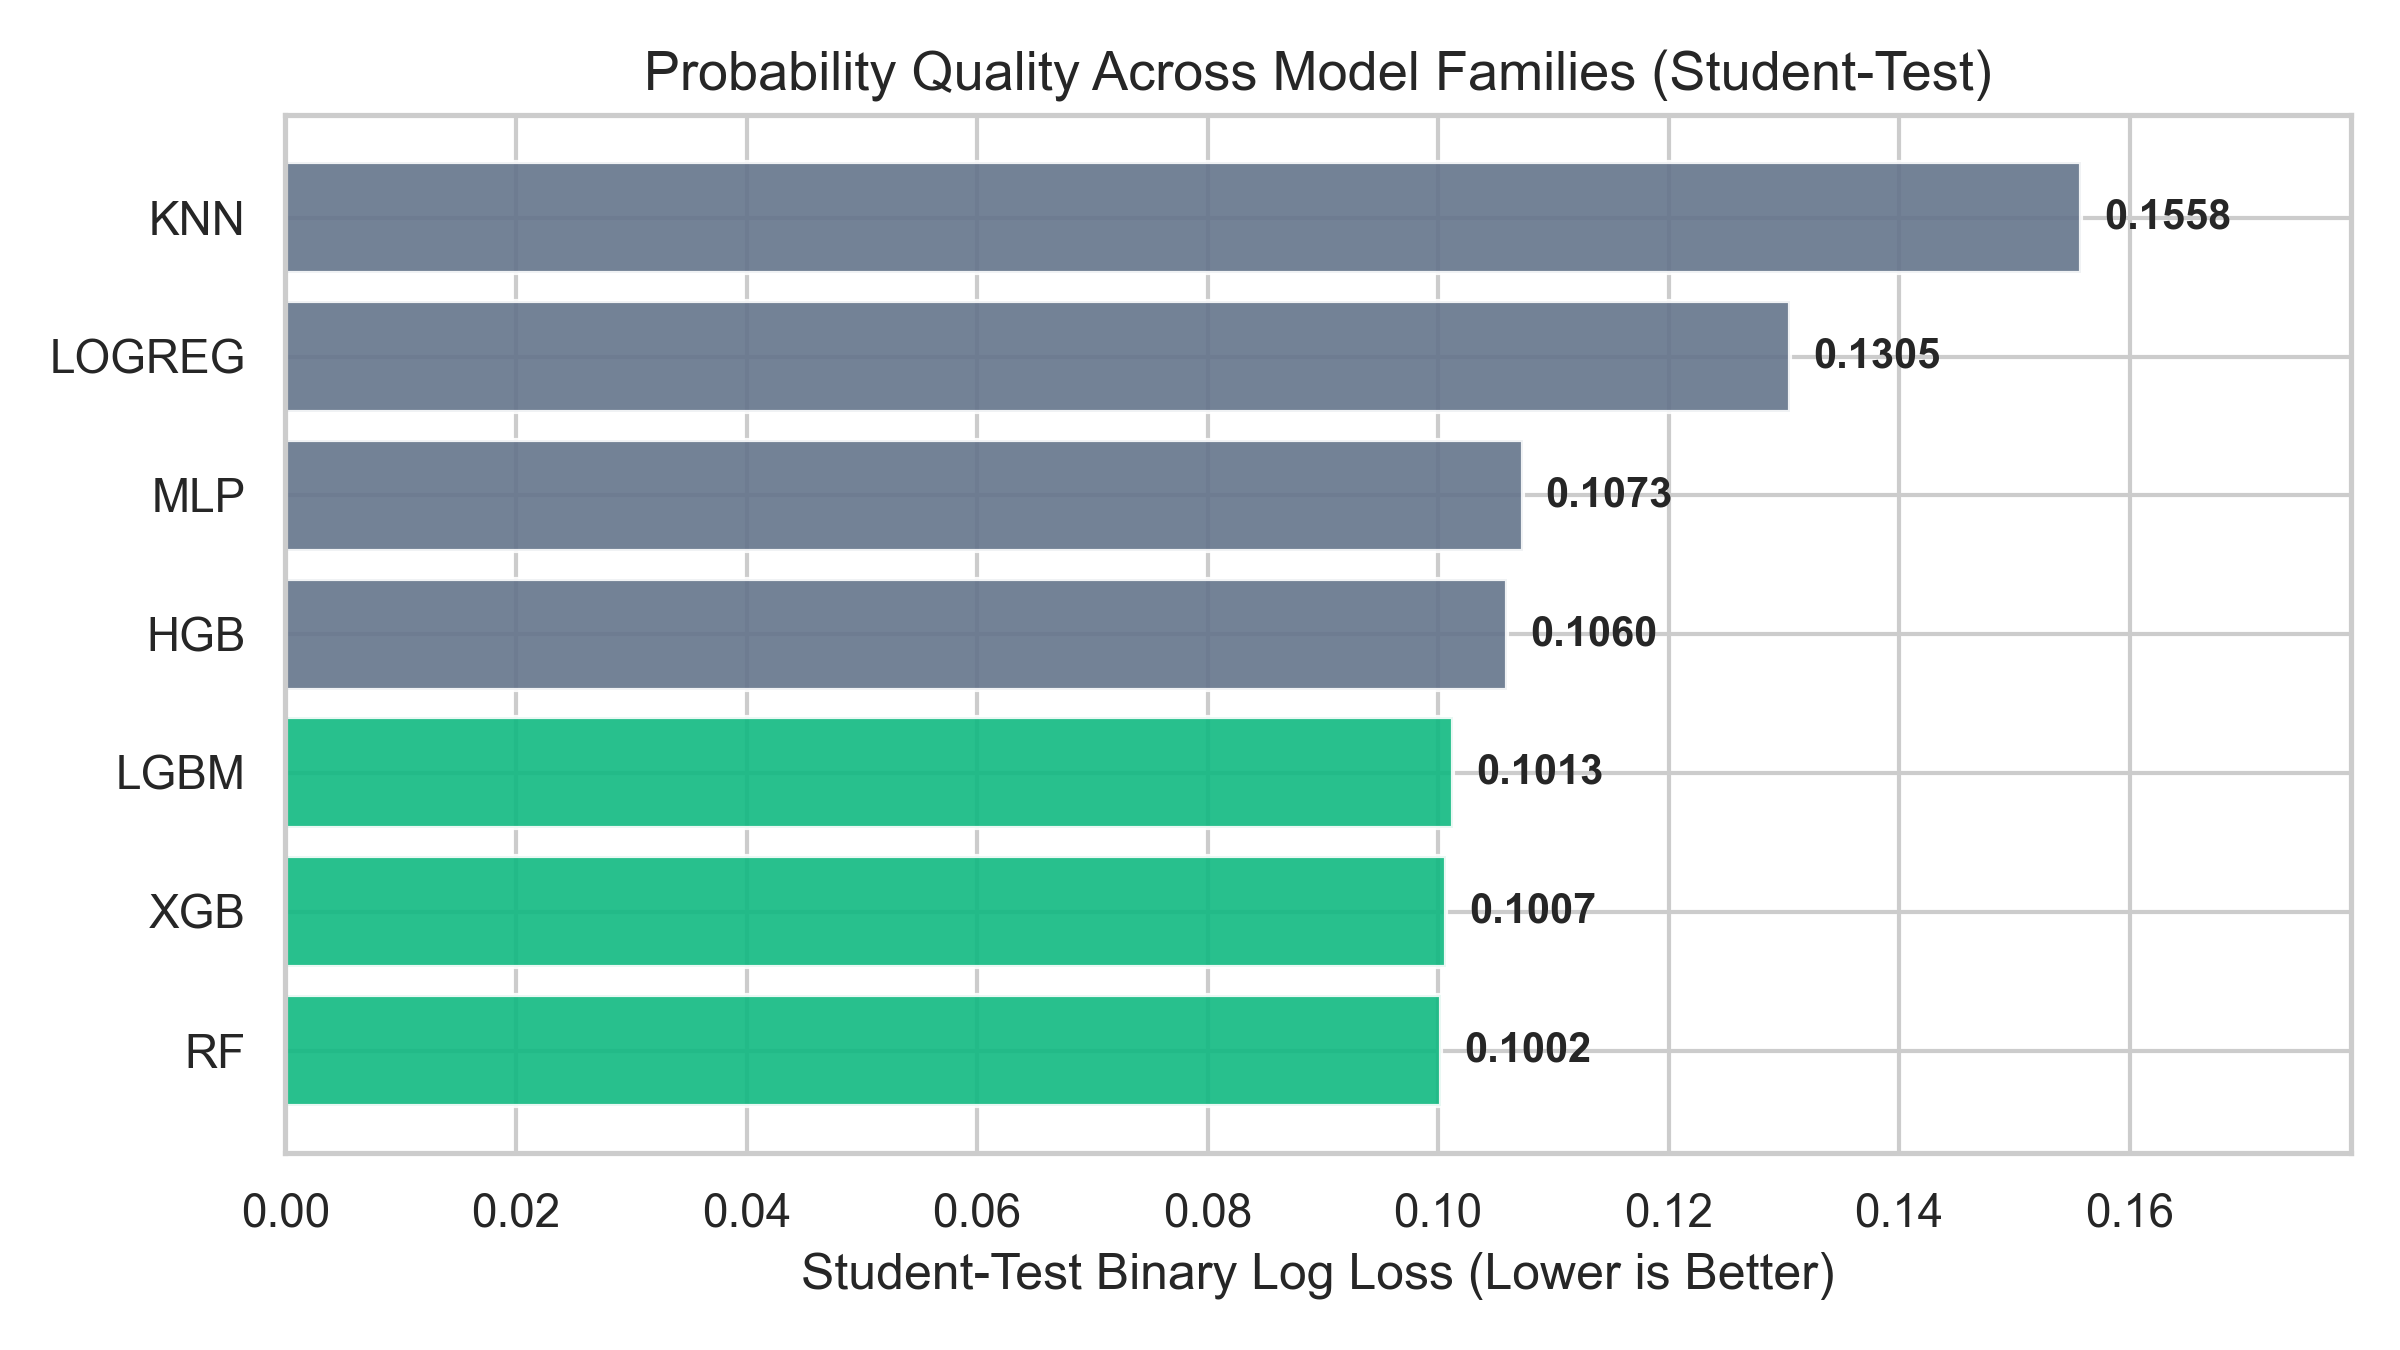 Probability Quality Across Model Families (Student-Test)
KNN
0.1558
LOGREG
0.1305
MLP
0.1073
HGB
0.1060
LGBM
0.1013
XGB
0.1007
RF
0.1002
0.00 0.02 0.04 0.06 0.08 0.10 0.12 0.14 0.16
Student-Test Binary Log Loss (Lower is Better)